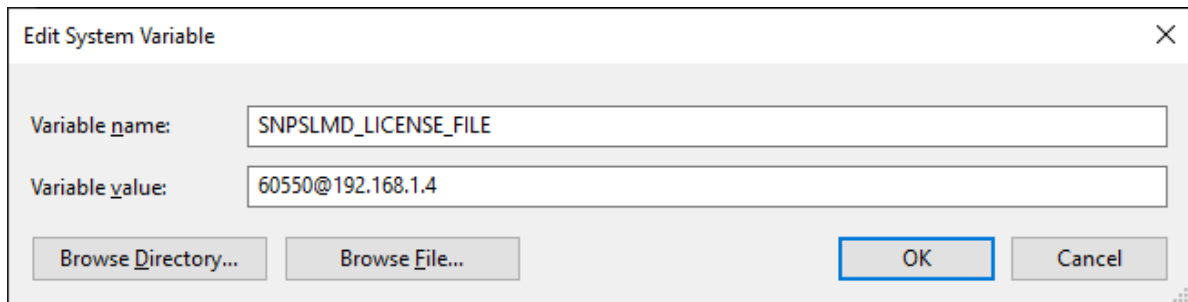 Edit System Variable
Variable name: SNPSLMD_LICENSE_FILE
Variable value: 60550@192.168.1.4
Browse Directory... Browse File... OK Cancel